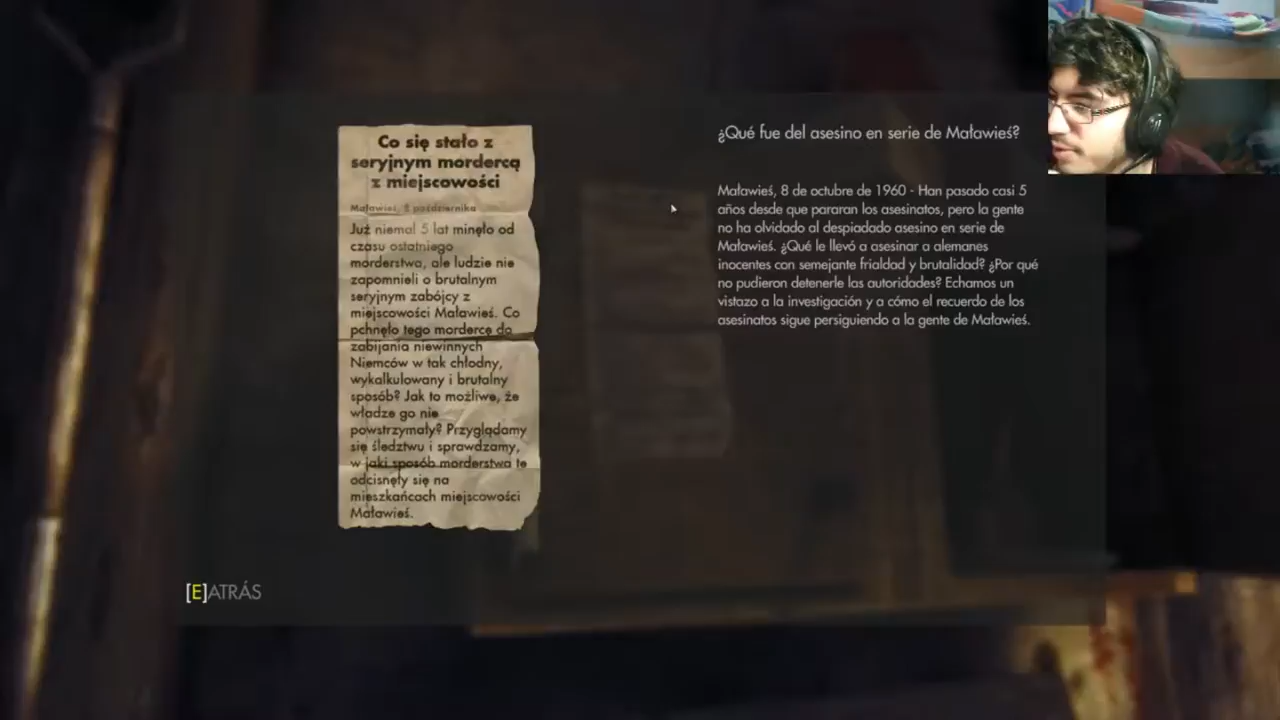 Co się stało z
seryjnym mordercą
z miejscowości
Maławieś, 8 października
Już niemal 5 lat minęło od
czasu ostatniego
morderstwa, ale ludzie nie
zapomnieli o brutalnym
seryjnym zabójcy z
miejscowości Maławieś. Co
pchnęło tego mordercę do
zabijania niewinnych
Niemców w tak chłodny,
wykalkulowany i brutalny
sposób? Jak to możliwe, że
władze go nie
powstrzymały? Przyglądamy
się śledztwu i sprawdzamy,
w jaki sposób morderstwa te
odcisnęły się na
mieszkańcach miejscowości
Maławieś.
¿Qué fue del asesino en serie de Maławieś?
Maławieś, 8 de octubre de 1960 - Han pasado casi 5
años desde que pararan los asesinatos, pero la gente
no ha olvidado al despiadado asesino en serie de
Maławieś. ¿Qué le llevó a asesinar a alemanes
inocentes con semejante frialdad y brutalidad? ¿Por qué
no pudieron detenerle las autoridades? Echamos un
vistazo a la investigación y a cómo el recuerdo de los
asesinatos sigue persiguiendo a la gente de Maławieś.
[E]ATRÁS